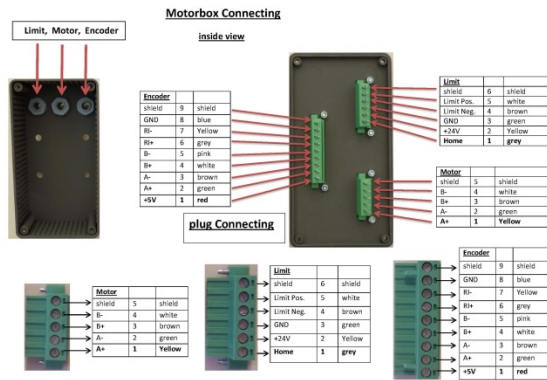 Motorbox Connecting
inside view
Limit, Motor, Encoder
Encoder
shield 9 shield
GND 8 blue
RI- 7 Yellow
RI+ 6 grey
B- 5 pink
B+ 4 white
A- 3 brown
A+ 2 green
+5V 1 red
Limit
shield 6 shield
Limit Pos. 5 white
Limit Neg. 4 brown
GND 3 green
+24V 2 Yellow
Home 1 grey
Motor
shield 5 shield
B- 4 white
B+ 3 brown
A- 2 green
A+ 1 Yellow
plug Connecting
Motor
shield 5 shield
B- 4 white
B+ 3 brown
A- 2 green
A+ 1 Yellow
Limit
shield 6 shield
Limit Pos. 5 white
Limit Neg. 4 brown
GND 3 green
+24V 2 Yellow
Home 1 grey
Encoder
shield 9 shield
GND 8 blue
RI- 7 Yellow
RI+ 6 grey
B- 5 pink
B+ 4 white
A- 3 brown
A+ 2 green
+5V 1 red